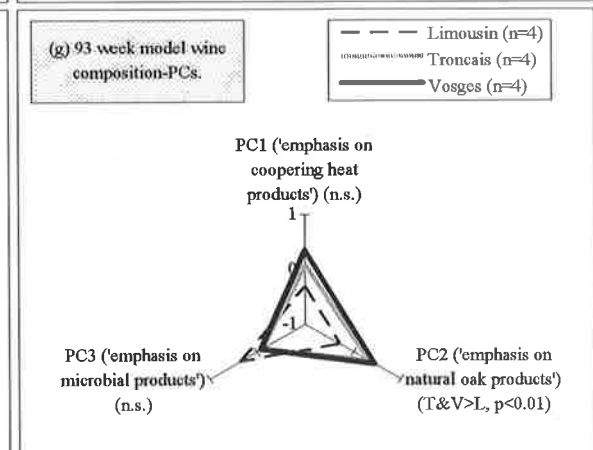 (g) 93 week model wine
composition-PCs.
Limousin (n=4)
Troncais (n=4)
Vosges (n=4)
PC1 ('emphasis on
coopering heat
products') (n.s.)
1
0
-1
PC3 ('emphasis on
microbial products')
(n.s.)
PC2 ('emphasis on
natural oak products')
(T&V>L, p<0.01)